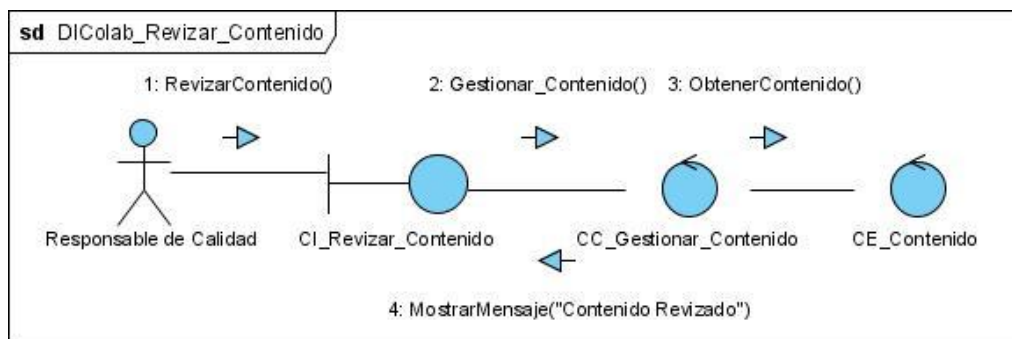 sd DIColab_Revizar_Contenido
1: RevizarContenido()
2: Gestionar_Contenido()
3: ObtenerContenido()
Responsable de Calidad
CI_Revizar_Contenido
CC_Gestionar_Contenido
CE_Contenido
4: MostrarMensaje("Contenido Revizado")